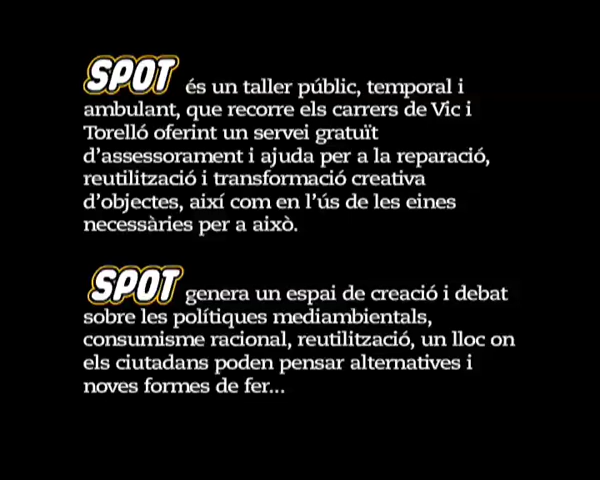 SPOT és un taller públic, temporal i
ambulant, que recorre els carrers de Vic i
Torelló oferint un servei gratuït
d'assessorament i ajuda per a la reparació,
reutilització i transformació creativa
d'objectes, així com en l'ús de les eines
necessàries per a això.
SPOT genera un espai de creació i debat
sobre les polítiques mediambientals,
consumisme racional, reutilització, un lloc on
els ciutadans poden pensar alternatives i
noves formes de fer...